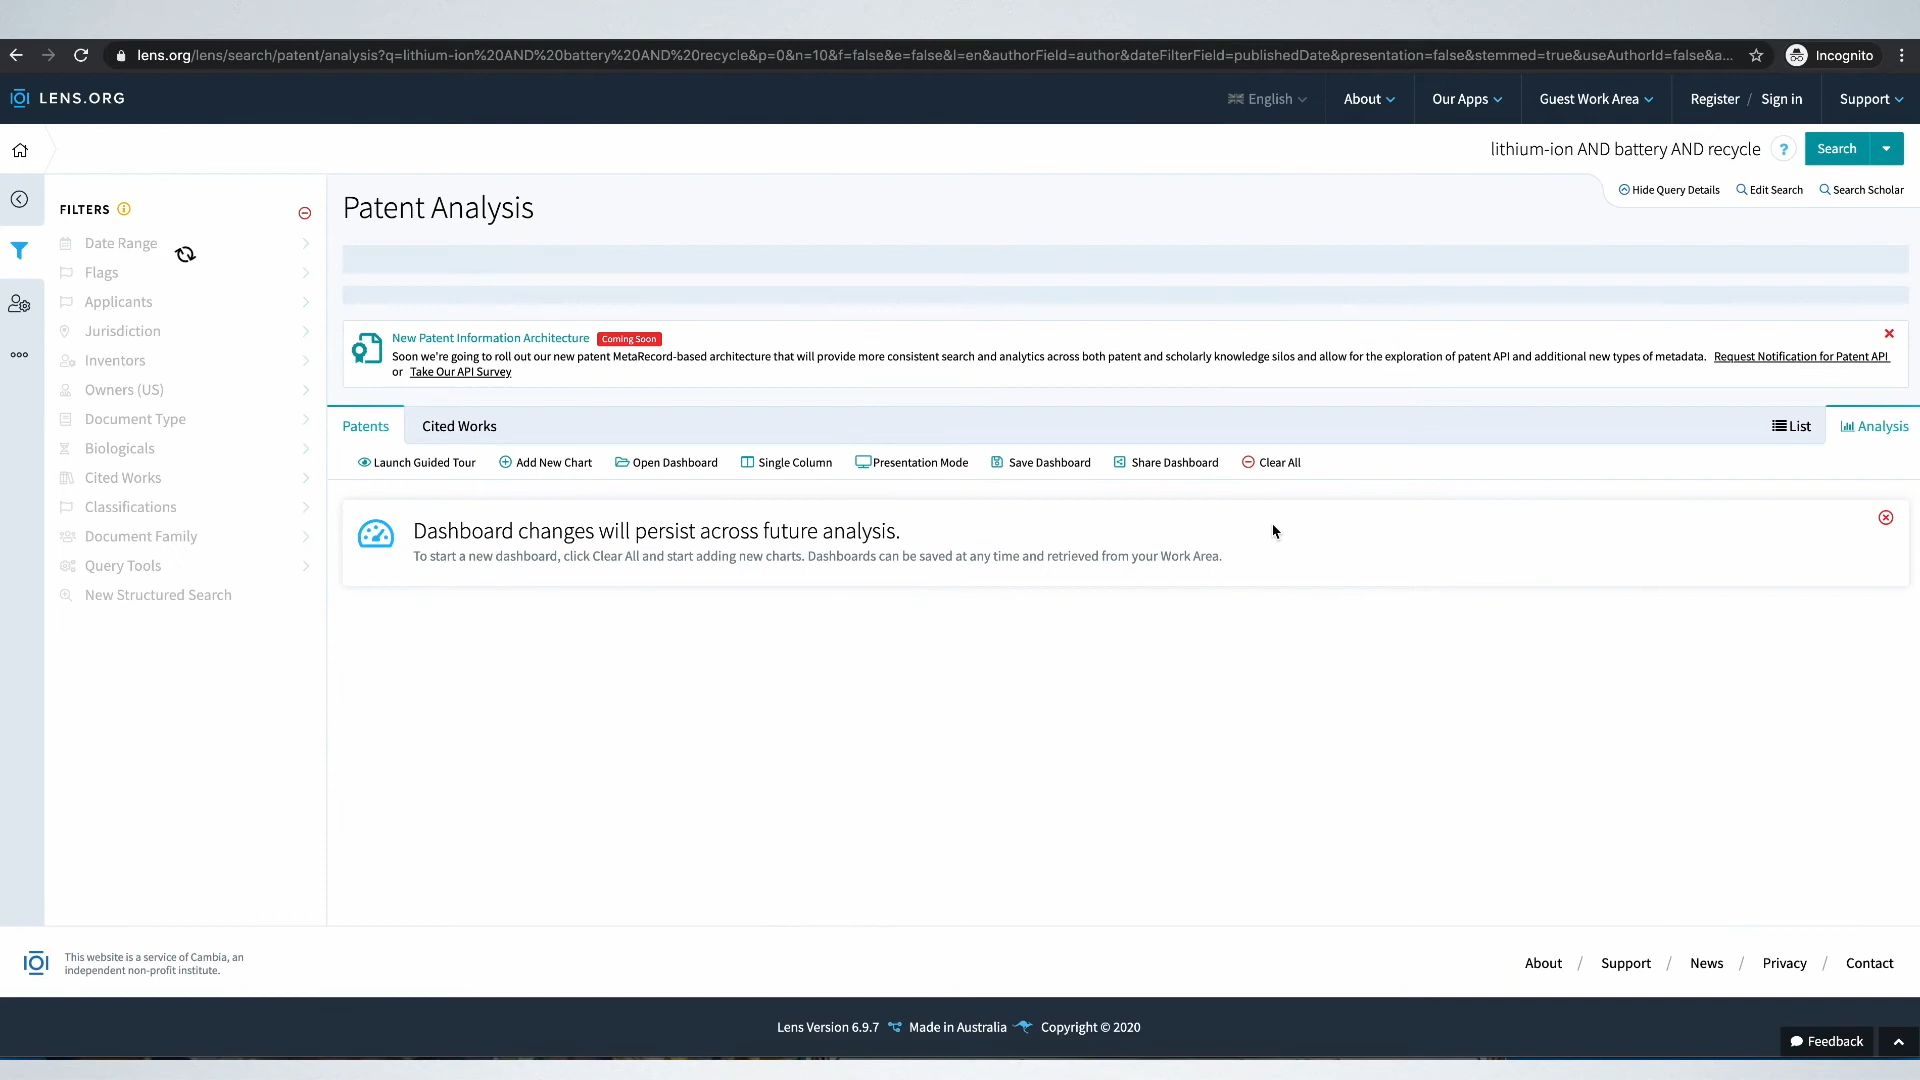 lens.org/lens/search/patent/analysis?q=lithium-ion%20AND%20battery%20AND%20recycle&p=0&n=10&f=false&e=false&l=en&authorField=author&dateFilterField=publishedDate&presentation=false&stemmed=true&useAuthorId=false&a... Incognito
LENS.ORG English About Our Apps Guest Work Area Register / Sign in Support
lithium-ion AND battery AND recycle ? Search
Hide Query Details Edit Search Search Scholar
FILTERS
Date Range
Flags
Applicants
Jurisdiction
Inventors
Owners (US)
Document Type
Biologicals
Cited Works
Classifications
Document Family
Query Tools
New Structured Search
Patent Analysis
New Patent Information Architecture Coming Soon
Soon we're going to roll out our new patent MetaRecord-based architecture that will provide more consistent search and analytics across both patent and scholarly knowledge silos and allow for the exploration of patent API and additional new types of metadata. Request Notification for Patent API
or Take Our API Survey
Patents Cited Works List Analysis
Launch Guided Tour Add New Chart Open Dashboard Single Column Presentation Mode Save Dashboard Share Dashboard Clear All
Dashboard changes will persist across future analysis.
To start a new dashboard, click Clear All and start adding new charts. Dashboards can be saved at any time and retrieved from your Work Area.
This website is a service of Cambia, an
independent non-profit institute.
About / Support / News / Privacy / Contact
Lens Version 6.9.7 Made in Australia Copyright © 2020
Feedback